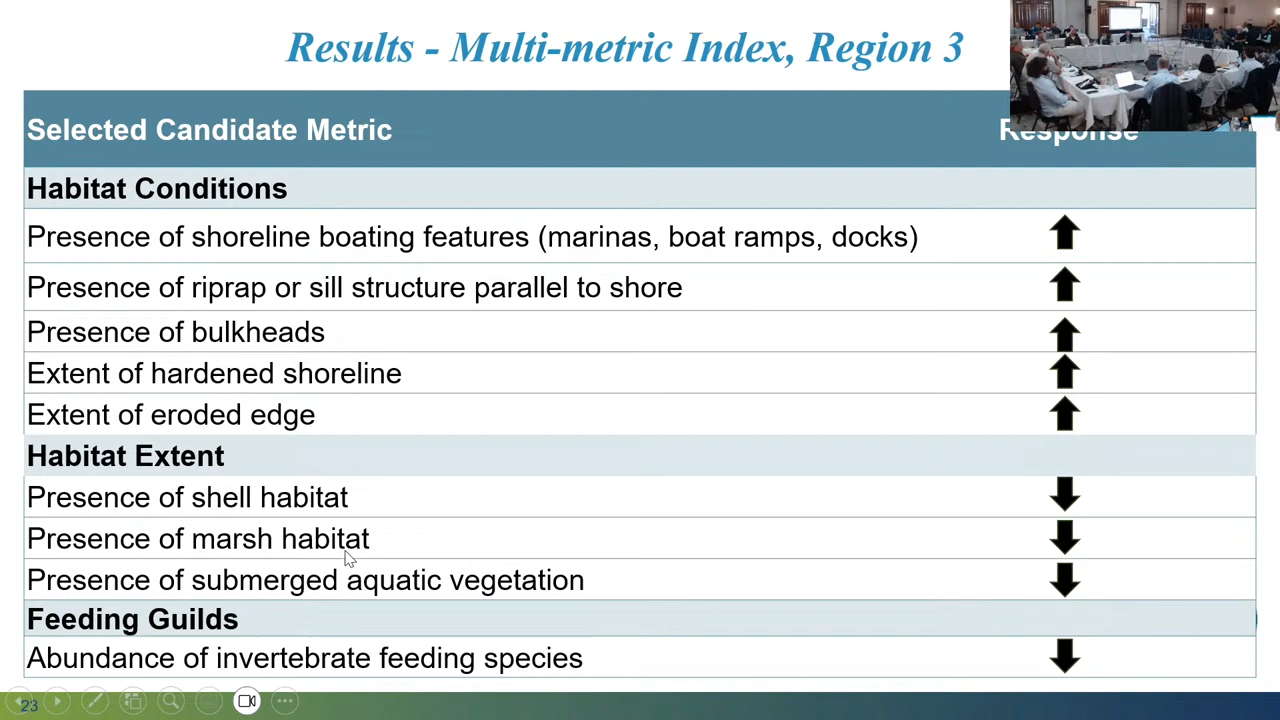 Results - Multi-metric Index, Region 3
Selected Candidate Metric Response
Habitat Conditions
Presence of shoreline boating features (marinas, boat ramps, docks)
Presence of riprap or sill structure parallel to shore
Presence of bulkheads
Extent of hardened shoreline
Extent of eroded edge
Habitat Extent
Presence of shell habitat
Presence of marsh habitat
Presence of submerged aquatic vegetation
Feeding Guilds
Abundance of invertebrate feeding species
23